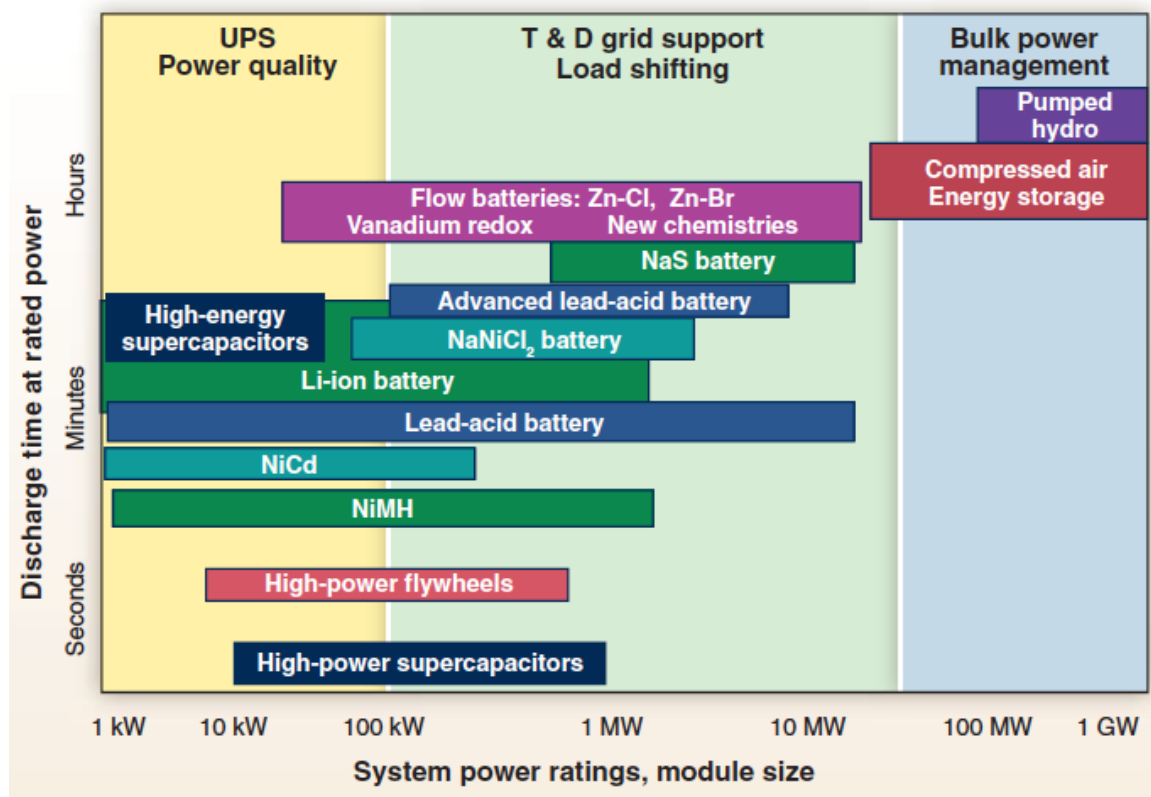 UPS
Power quality
T & D grid support
Load shifting
Bulk power
management
Pumped
hydro
Compressed air
Energy storage
Flow batteries: Zn-Cl, Zn-Br
Vanadium redox New chemistries
NaS battery
Advanced lead-acid battery
High-energy
supercapacitors
NaNiCl₂ battery
Li-ion battery
Lead-acid battery
NiCd
NiMH
High-power flywheels
High-power supercapacitors
Discharge time at rated power
Hours
Minutes
Seconds
1 kW 10 kW 100 kW 1 MW 10 MW 100 MW 1 GW
System power ratings, module size